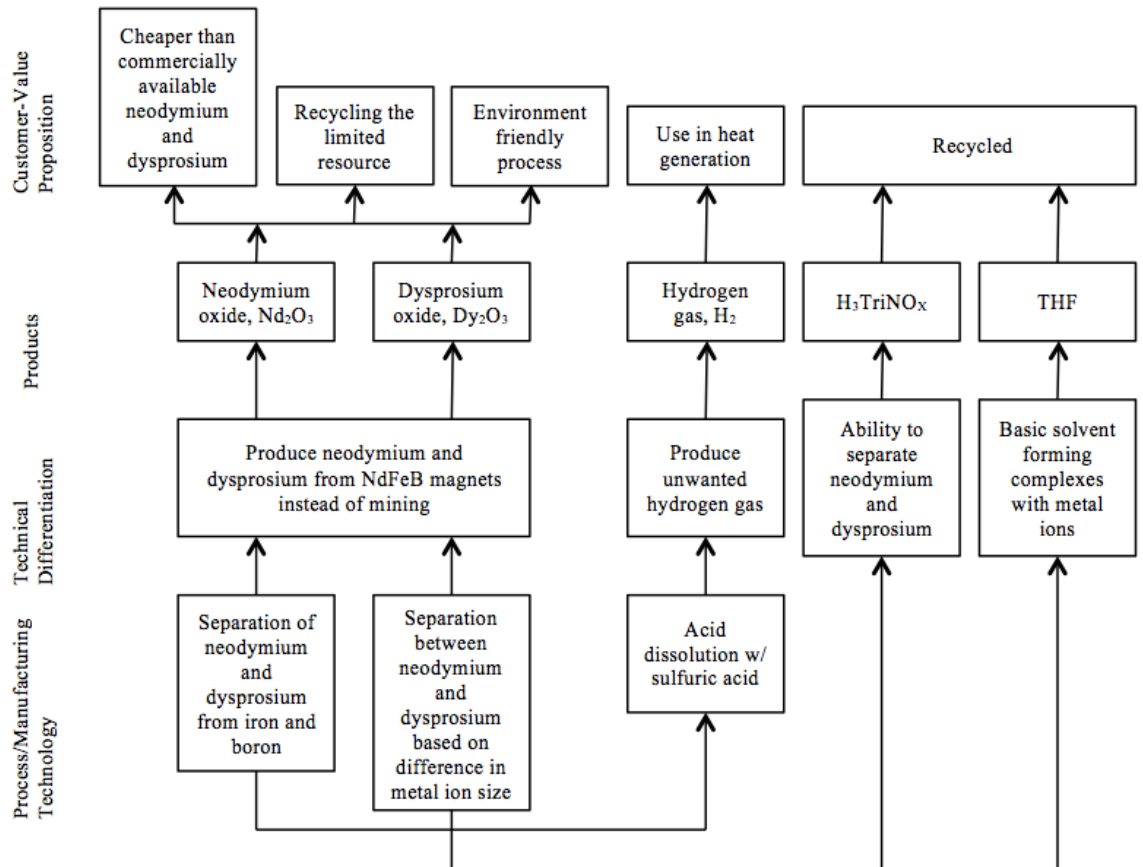 Customer-Value
Proposition
Cheaper than
commercially
available
neodymium
and
dysprosium
Recycling the
limited
resource
Environment
friendly
process
Use in heat
generation
Recycled
Products
Neodymium
oxide, Nd₂O₃
Dysprosium
oxide, Dy₂O₃
Hydrogen
gas, H₂
H₃TriNOₓ
THF
Technical
Differentiation
Produce neodymium and
dysprosium from NdFeB magnets
instead of mining
Produce
unwanted
hydrogen gas
Ability to
separate
neodymium
and
dysprosium
Basic solvent
forming
complexes
with metal
ions
Process/Manufacturing
Technology
Separation of
neodymium
and
dysprosium
from iron and
boron
Separation
between
neodymium
and
dysprosium
based on
difference in
metal ion size
Acid
dissolution w/
sulfuric acid